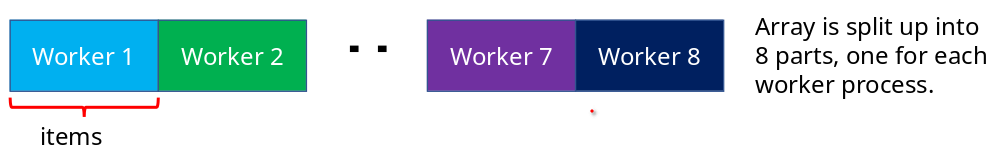 Worker 1 Worker 2 Worker 7 Worker 8
Array is split up into
8 parts, one for each
worker process.
items